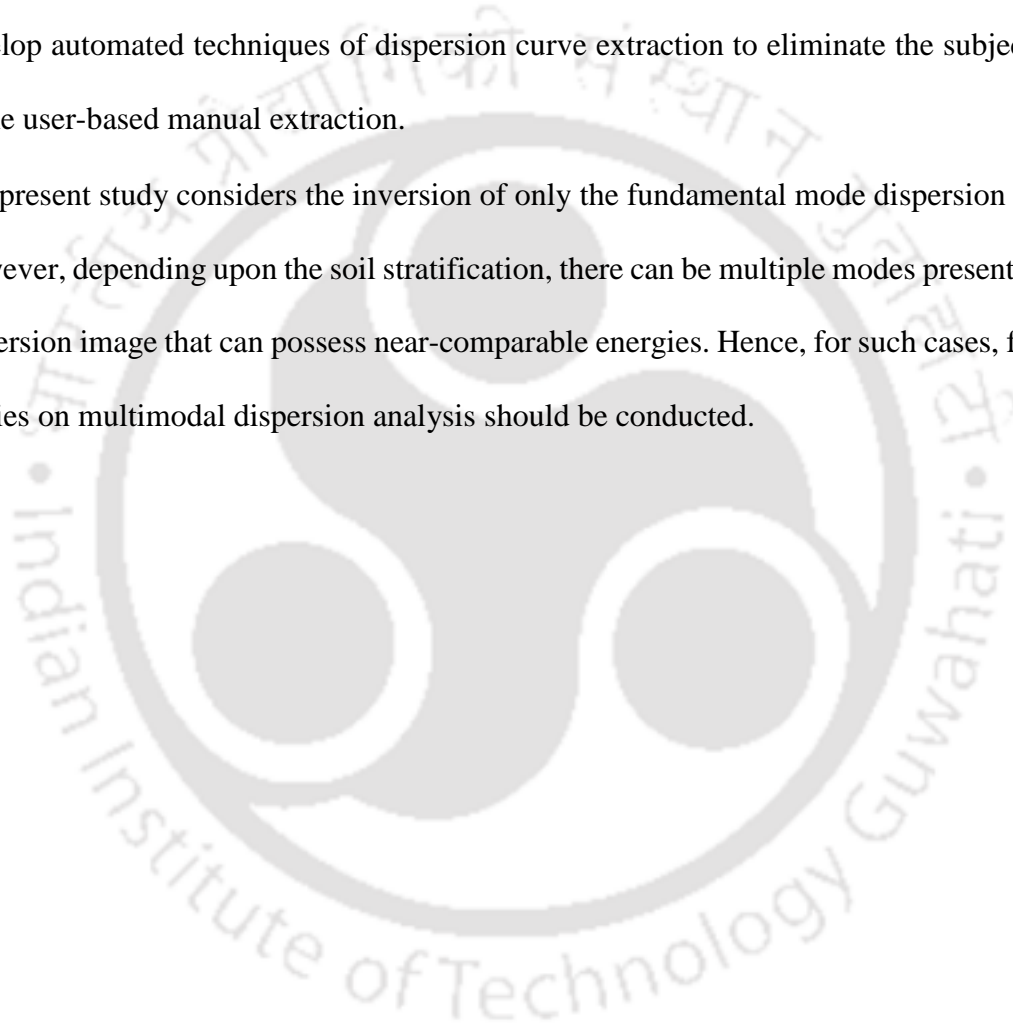 elop automated techniques of dispersion curve extraction to eliminate the subjec
e user-based manual extraction.
present study considers the inversion of only the fundamental mode dispersion
vever, depending upon the soil stratification, there can be multiple modes present
ersion image that can possess near-comparable energies. Hence, for such cases, f
ies on multimodal dispersion analysis should be conducted.
भारतीय प्रौद्योगिकी संस्थान गुवाहाटी
Indian Institute of Technology Guwahati